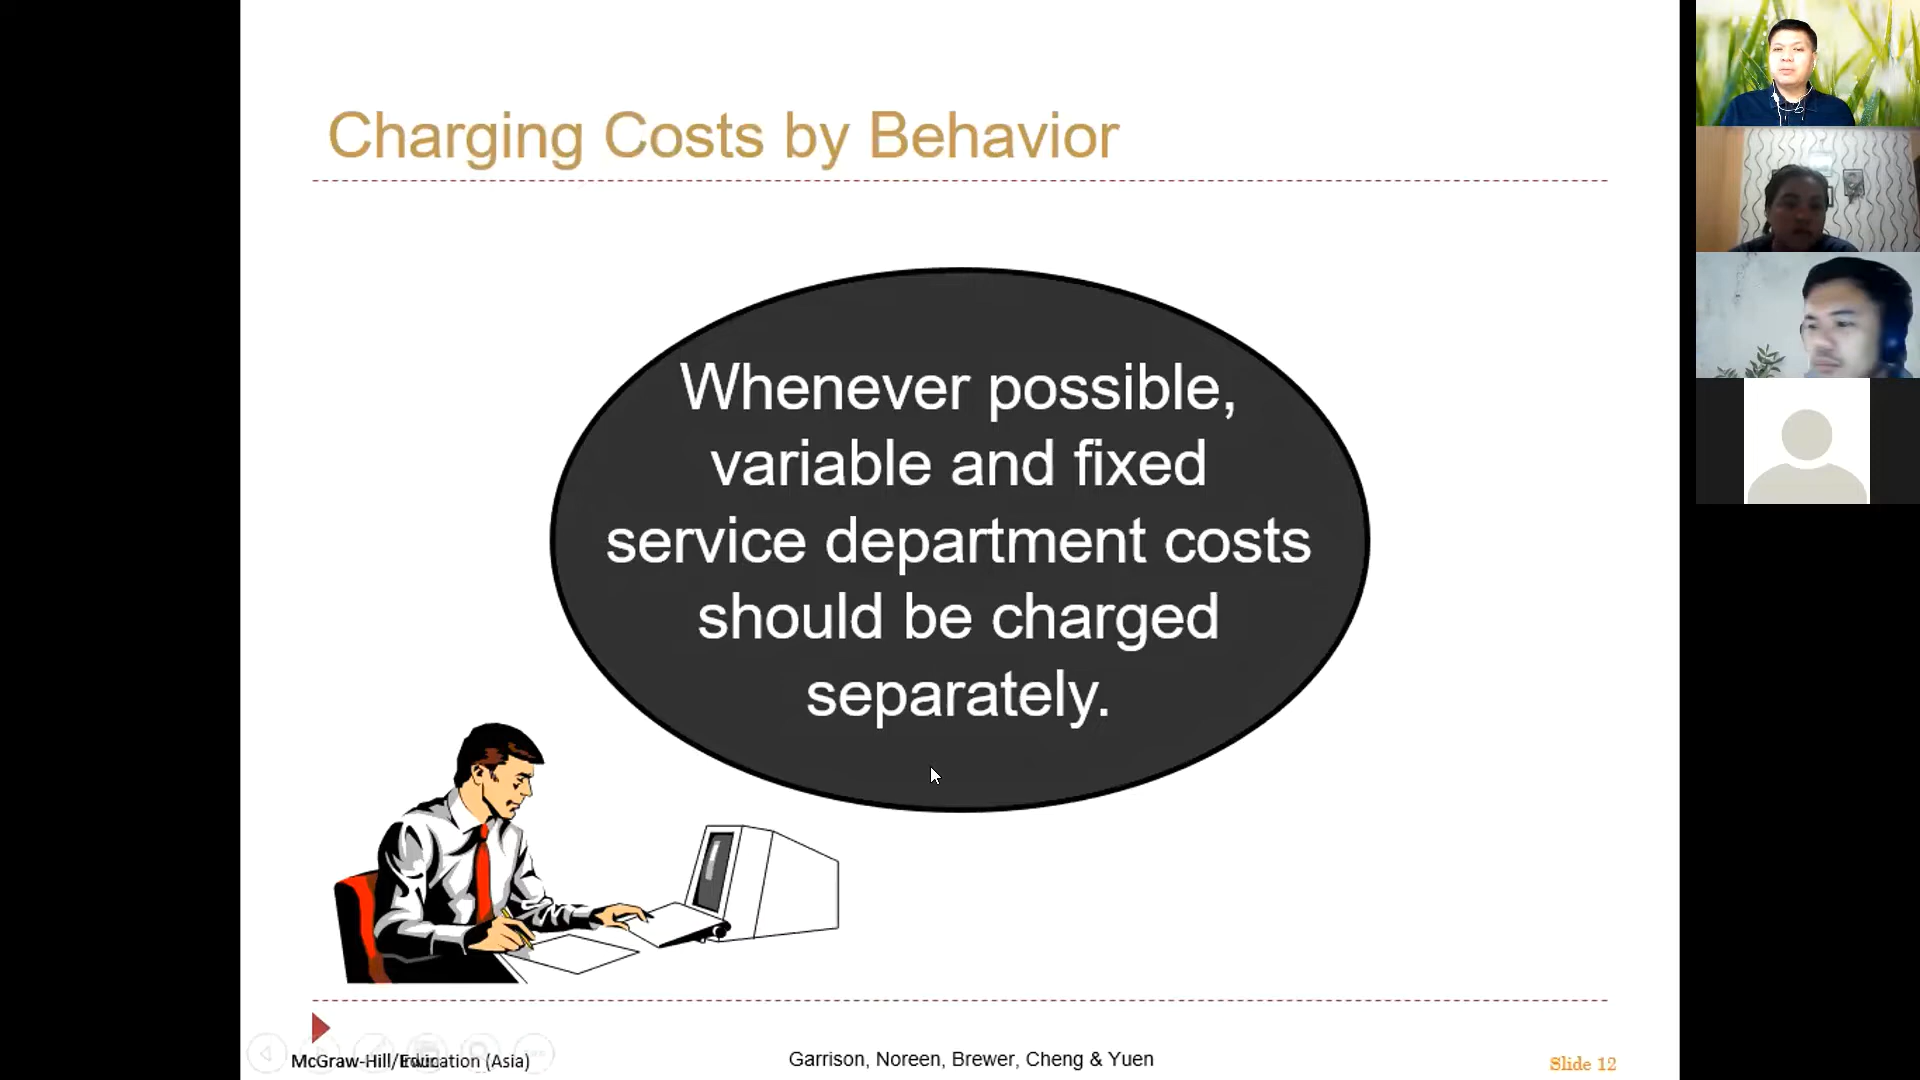 Charging Costs by Behavior
Whenever possible,
variable and fixed
service department costs
should be charged
separately.
McGraw-Hill/Education (Asia)
Garrison, Noreen, Brewer, Cheng & Yuen
Slide 12